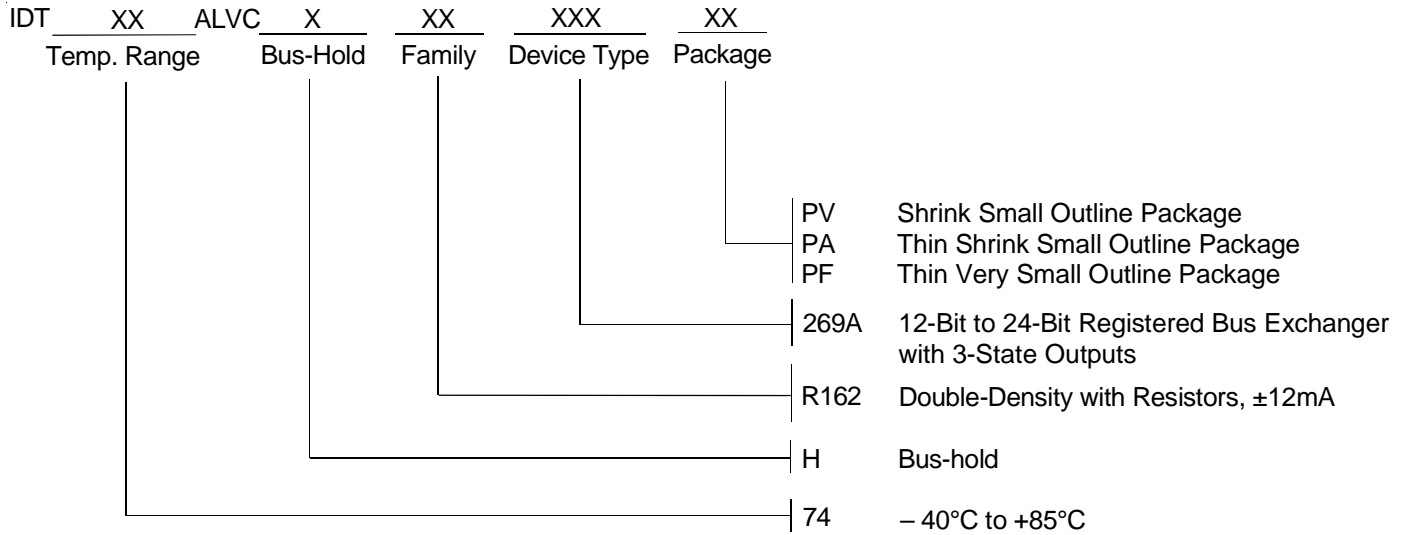 IDT XX ALVC X XX XXX XX
Temp. Range Bus-Hold Family Device Type Package
PV Shrink Small Outline Package
PA Thin Shrink Small Outline Package
PF Thin Very Small Outline Package
269A 12-Bit to 24-Bit Registered Bus Exchanger
with 3-State Outputs
R162 Double-Density with Resistors, ±12mA
H Bus-hold
74 – 40°C to +85°C